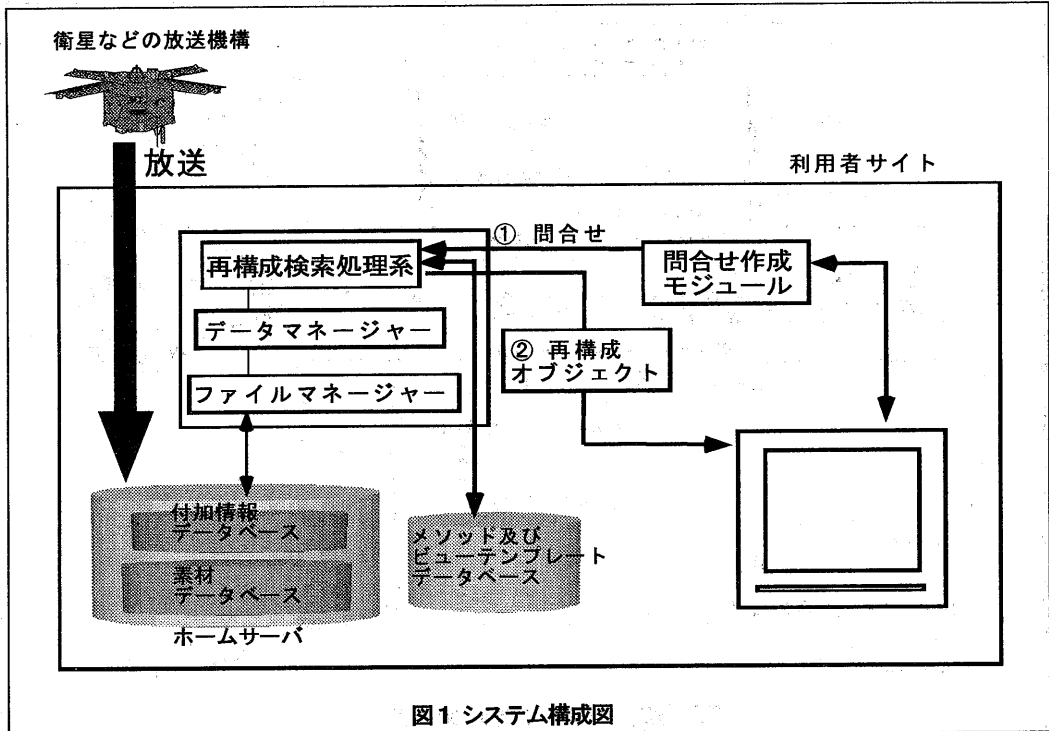 衛星などの放送機構
放送
利用者サイト
① 問合せ
再構成検索処理系
問合せ作成
モジュール
データマネージャー
② 再構成
オブジェクト
ファイルマネージャー
付加情報
データベース
素材
データベース
ホームサーバ
メソッド及び
ビューテンプレート
データベース
図1 システム構成図